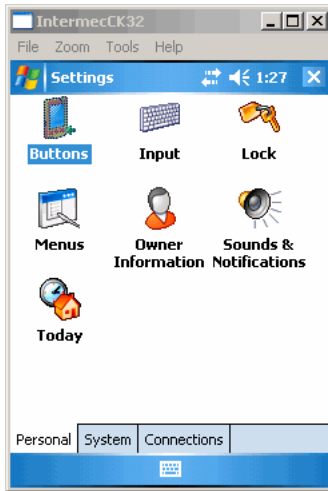 IntermecCK32
File Zoom Tools Help
Settings 1:27
Buttons Input Lock
Menus Owner Information Sounds & Notifications
Today
Personal System Connections